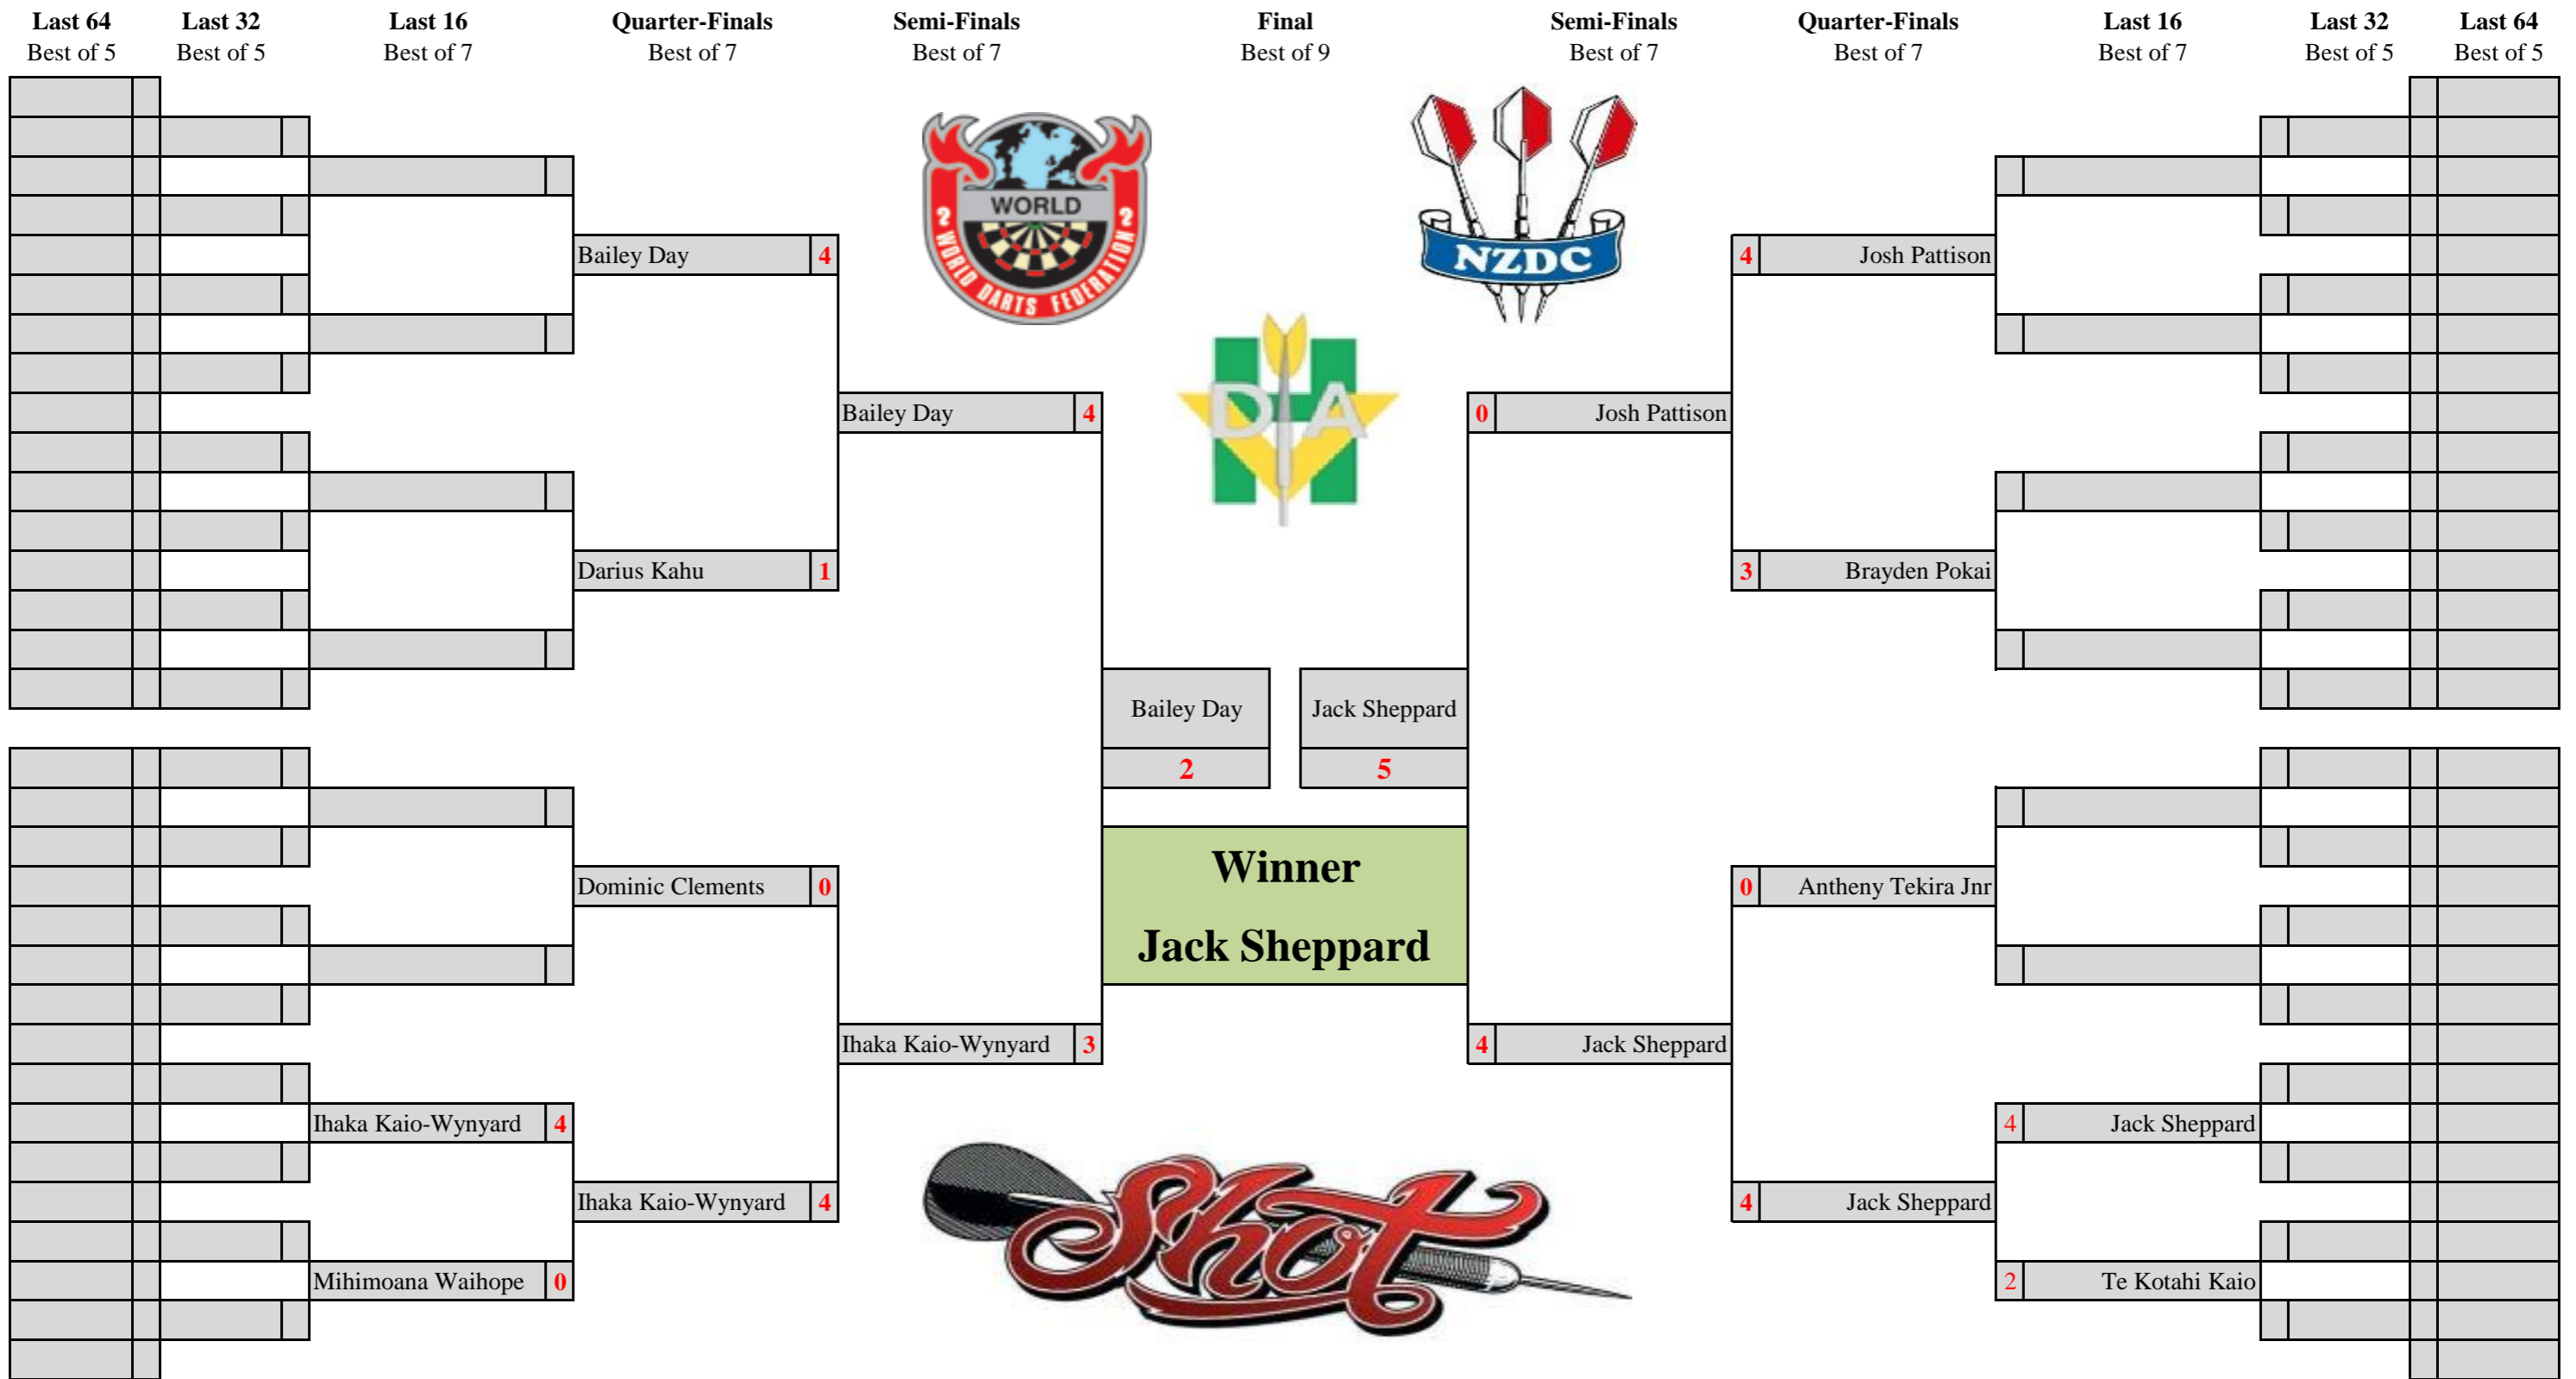 Last 64 Last 32 Last 16 Quarter-Finals Semi-Finals Final Semi-Finals Quarter-Finals Last 16 Last 32 Last 64
Best of 5 Best of 5 Best of 7 Best of 7 Best of 7 Best of 9 Best of 7 Best of 7 Best of 7 Best of 5 Best of 5
WORLD
WORLD DARTS FEDERATION
NZDC
Bailey Day 4 4 Josh Pattison
D H A
Bailey Day 4 0 Josh Pattison
Darius Kahu 1 3 Brayden Pokai
Bailey Day Jack Sheppard
2 5
Winner
Jack Sheppard
Dominic Clements 0 0 Antheny Tekira Jnr
Ihaka Kaio-Wynyard 3 4 Jack Sheppard
Ihaka Kaio-Wynyard 4 4 Jack Sheppard
Shot
Ihaka Kaio-Wynyard 4 4 Jack Sheppard
Mihimoana Waihope 0 2 Te Kotahi Kaio